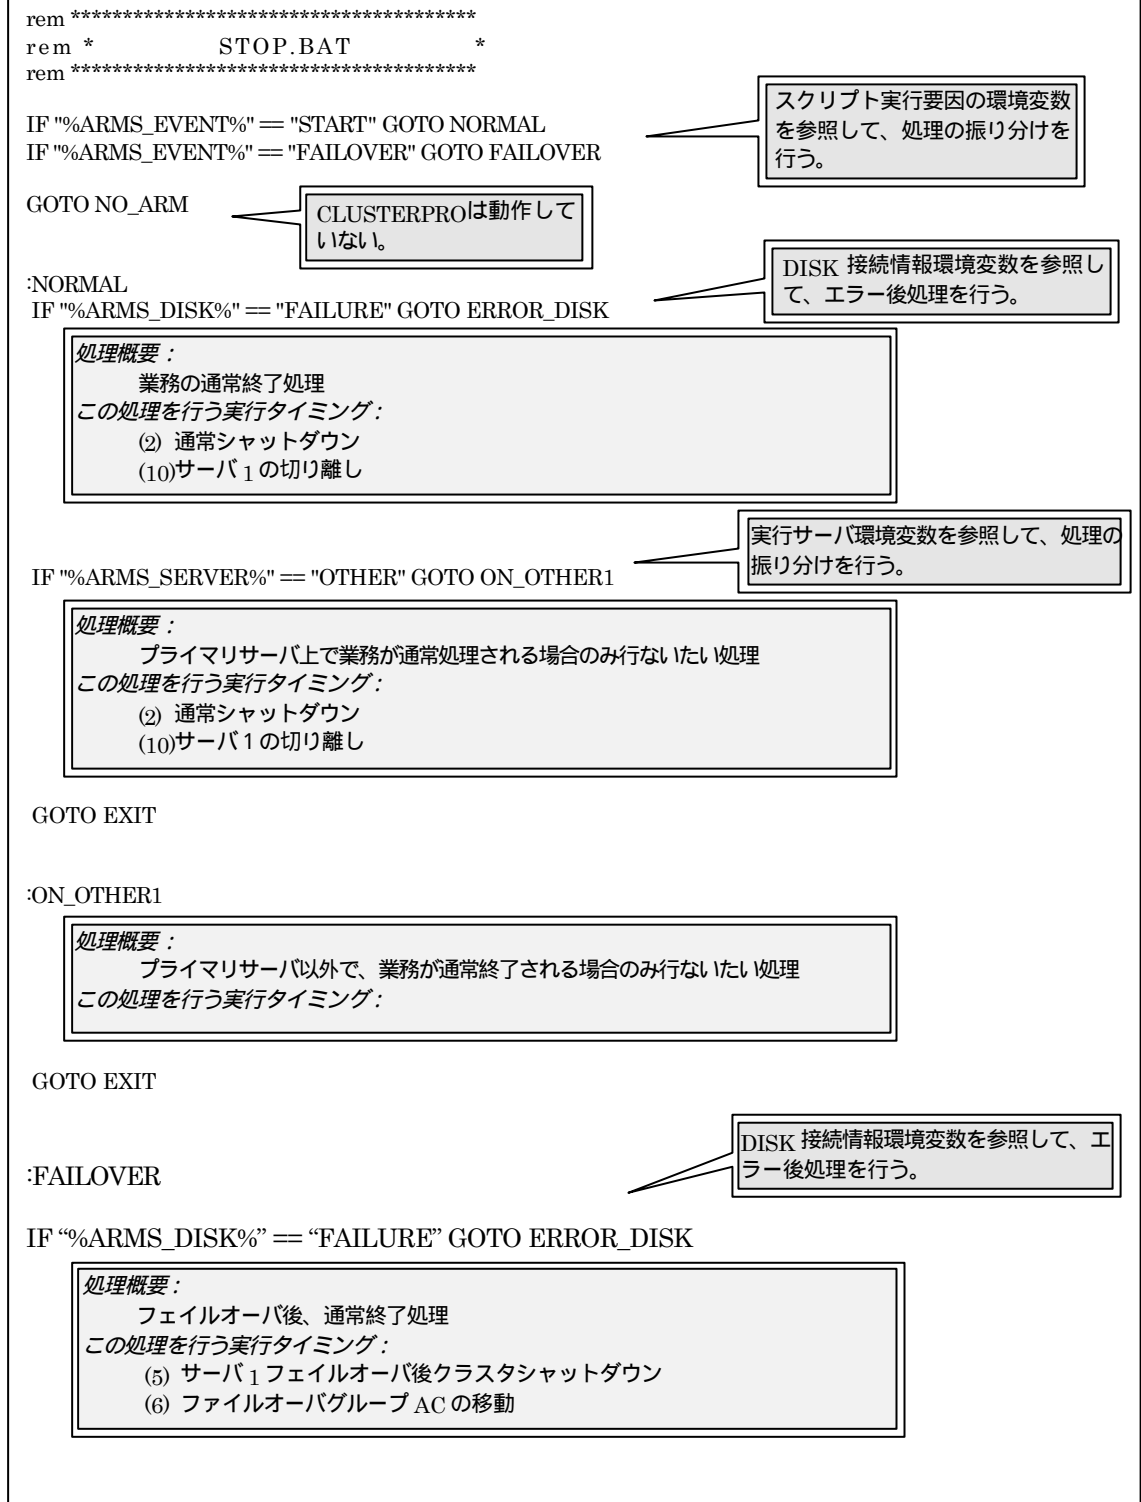 rem ***************************************
rem * STOP.BAT *
rem ***************************************
スクリプト実行要因の環境変数
を参照して、処理の振り分けを
行う。
IF "%ARMS_EVENT%" == "START" GOTO NORMAL
IF "%ARMS_EVENT%" == "FAILOVER" GOTO FAILOVER
GOTO NO_ARM
CLUSTERPROは動作して
いない。
DISK 接続情報環境変数を参照し
て、エラー後処理を行う。
:NORMAL
IF "%ARMS_DISK%" == "FAILURE" GOTO ERROR_DISK
処理概要：
業務の通常終了処理
この処理を行う実行タイミング：
(2) 通常シャットダウン
(10)サーバ 1 の切り離し
実行サーバ環境変数を参照して、処理の
振り分けを行う。
IF "%ARMS_SERVER%" == "OTHER" GOTO ON_OTHER1
処理概要：
プライマリサーバ上で業務が通常処理される場合のみ行ないたい処理
この処理を行う実行タイミング：
(2) 通常シャットダウン
(10)サーバ１の切り離し
GOTO EXIT
:ON_OTHER1
処理概要：
プライマリサーバ以外で、業務が通常終了される場合のみ行ないたい処理
この処理を行う実行タイミング：
GOTO EXIT
DISK 接続情報環境変数を参照して、エ
ラー後処理を行う。
:FAILOVER
IF “%ARMS_DISK%” == “FAILURE” GOTO ERROR_DISK
処理概要：
フェイルオーバ後、通常終了処理
この処理を行う実行タイミング：
(5) サーバ 1 フェイルオーバ後クラスタシャットダウン
(6) ファイルオーバグループ AC の移動